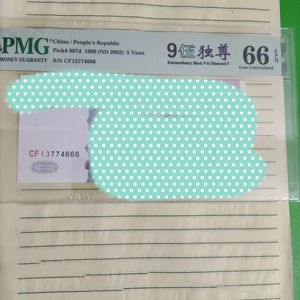 PMG
China / People's Republic
Pick# 897d 1999 (ND 2002) 5 Yuan
MONEY GUARANTY S/N CF13774666
9伍独尊
Extraordinary Black 9 & Diamond 5
66 EPQ
Gem Uncirculated
CF13774666